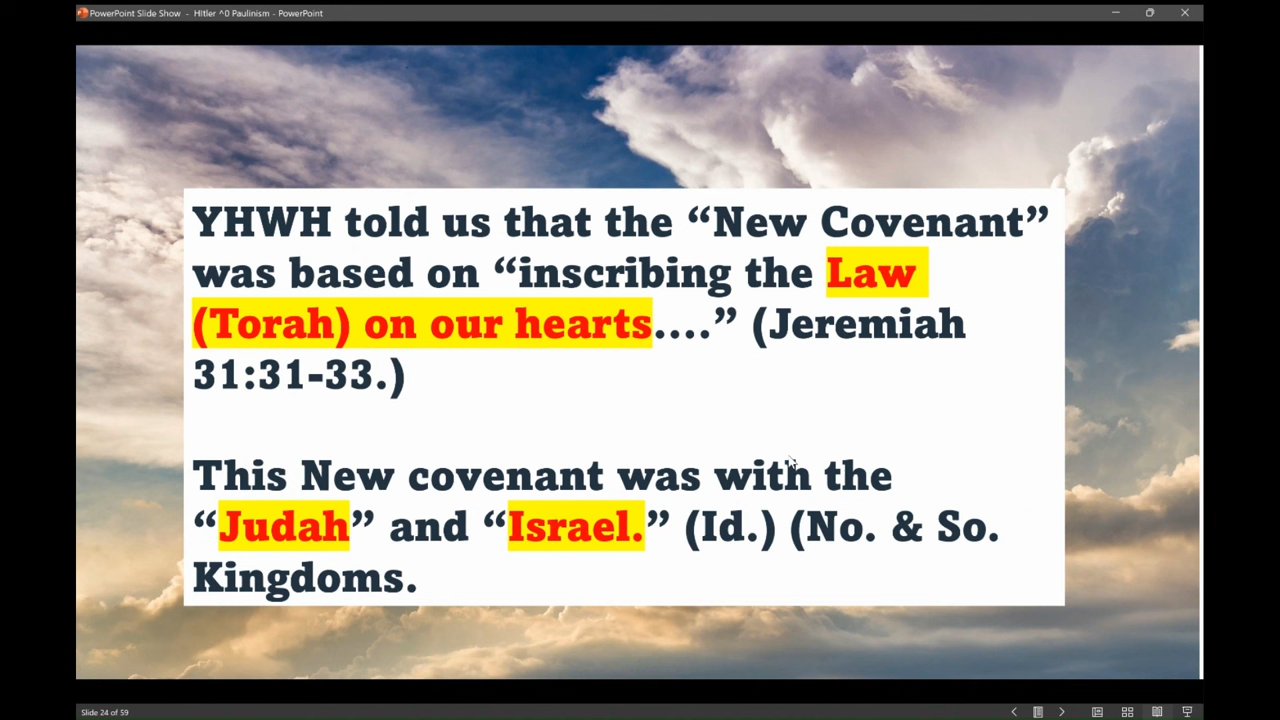 PowerPoint Slide Show - HItler ^0 Paulinism - PowerPoint
YHWH told us that the “New Covenant”
was based on “inscribing the Law
(Torah) on our hearts....” (Jeremiah
31:31-33.)
This New covenant was with the
“Judah” and “Israel.” (Id.) (No. & So.
Kingdoms.
Slide 24 of 59